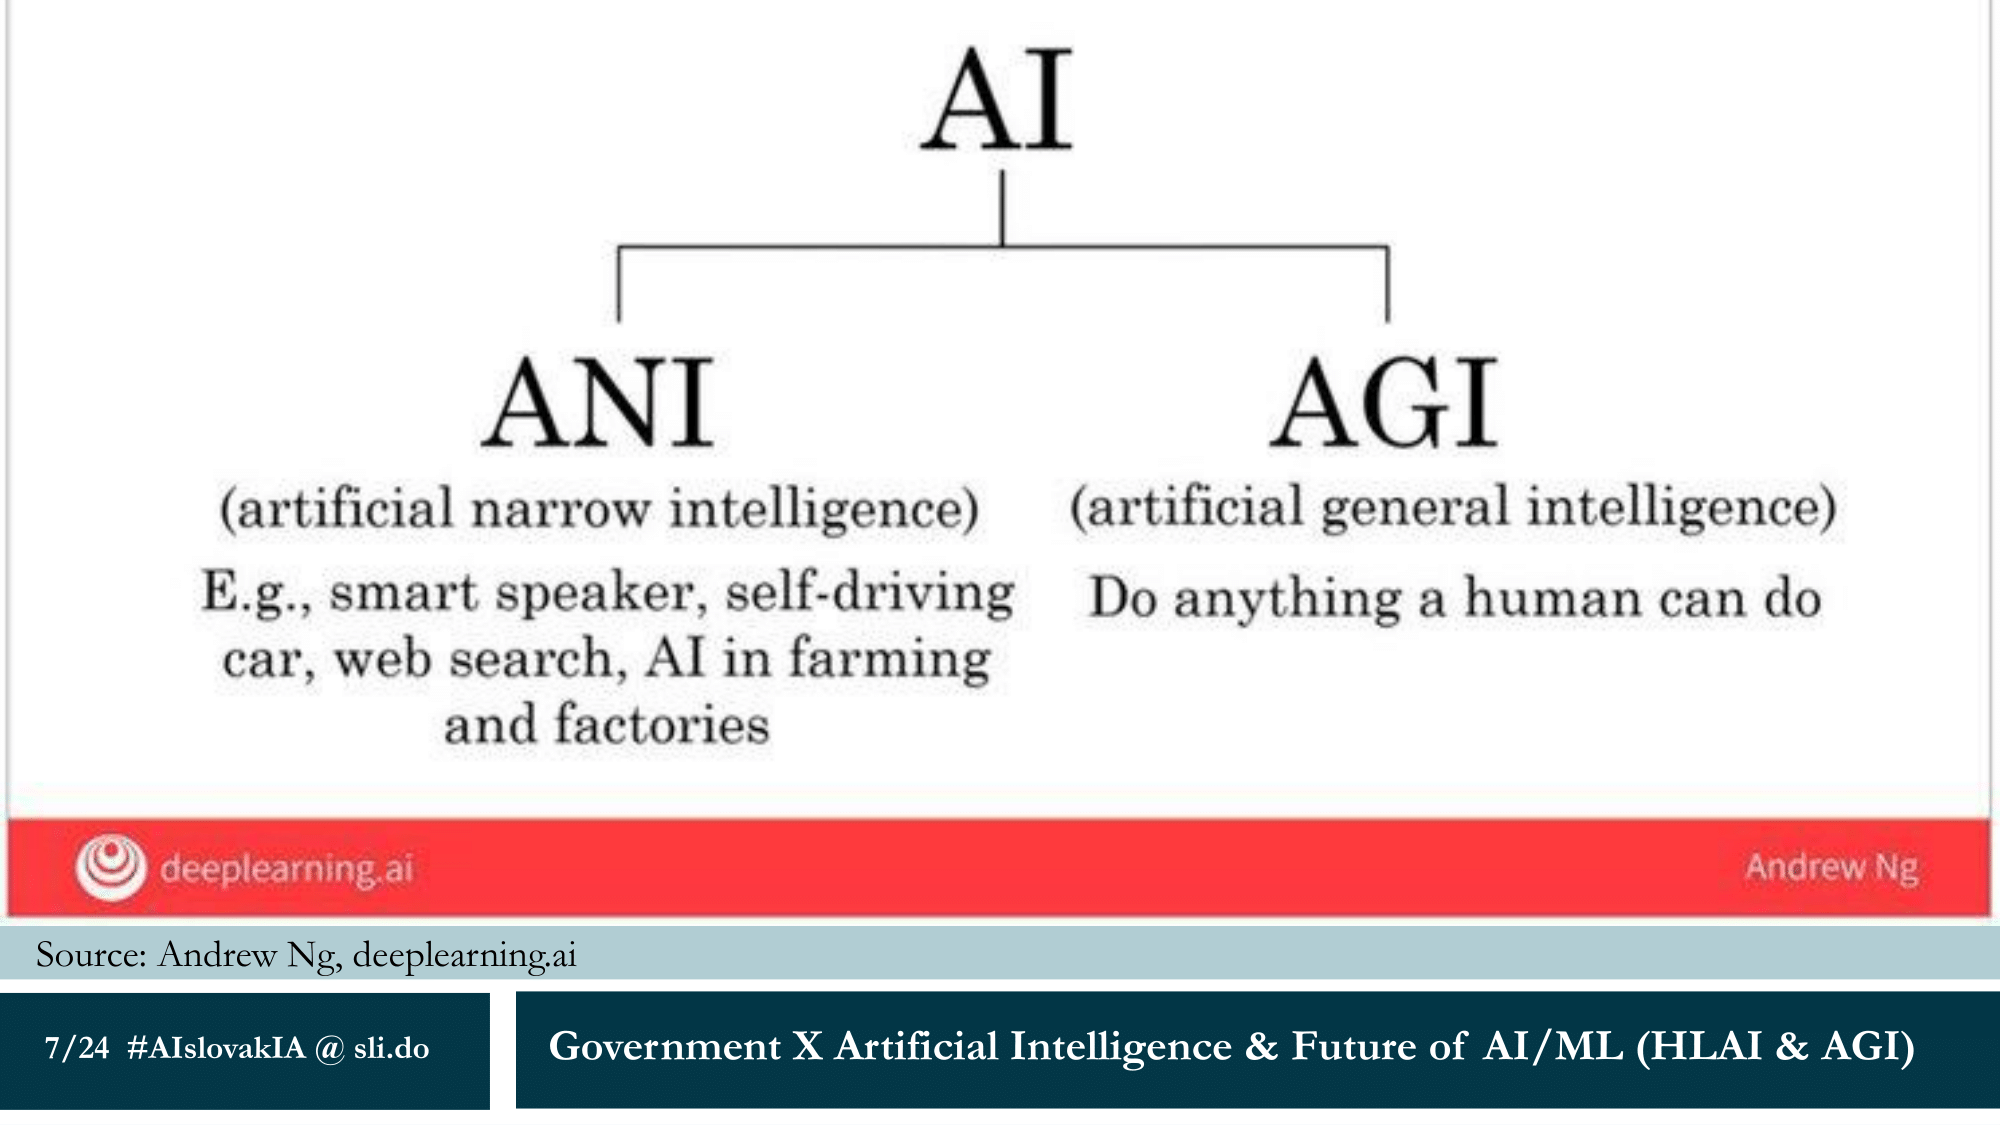 AI
ANI
(artificial narrow intelligence)
E.g., smart speaker, self-driving
car, web search, AI in farming
and factories
AGI
(artificial general intelligence)
Do anything a human can do
deeplearning.ai
Andrew Ng
Source: Andrew Ng, deeplearning.ai
7/24 #AIslovakIA @ sli.do
Government X Artificial Intelligence & Future of AI/ML (HLAI & AGI)